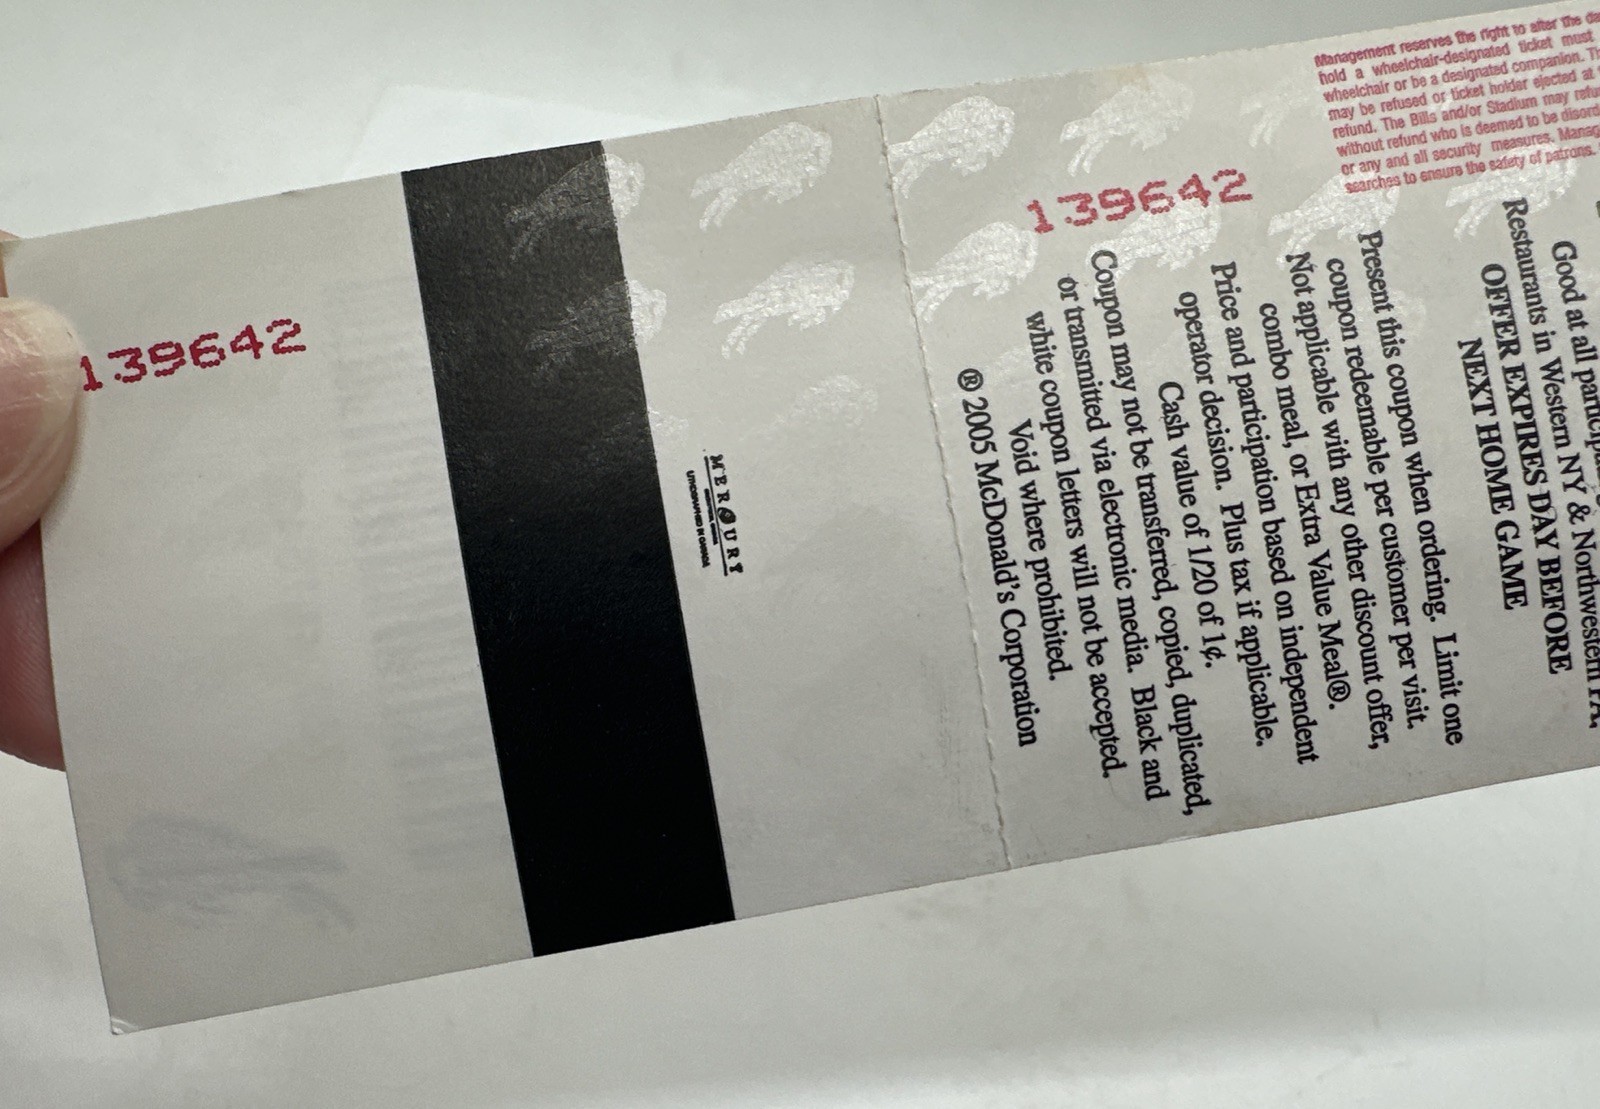 Management reserves the right to alter the
hold a wheelchair-designated ticket must
wheelchair or be a designated companion.
may be refused or ticket holder ejected at
refund. The Bills and/or Stadium may
without refund who is deemed to be
or any and all security measures.
searches to ensure the safety of patrons.
139642
139642
Good at all
Restaurants in Western NY & Northwestern PA.
OFFER EXPIRES DAY BEFORE
NEXT HOME GAME
Present this coupon when ordering. Limit one
coupon redeemable per customer per visit.
Not applicable with any other discount offer,
combo meal, or Extra Value Meal®.
Price and participation based on independent
operator decision. Plus tax if applicable.
Cash value of 1/20 of 1¢.
Coupon may not be transferred, copied, duplicated,
or transmitted via electronic media. Black and
white coupon letters will not be accepted.
Void where prohibited.
® 2005 McDonald's Corporation
MERCURY